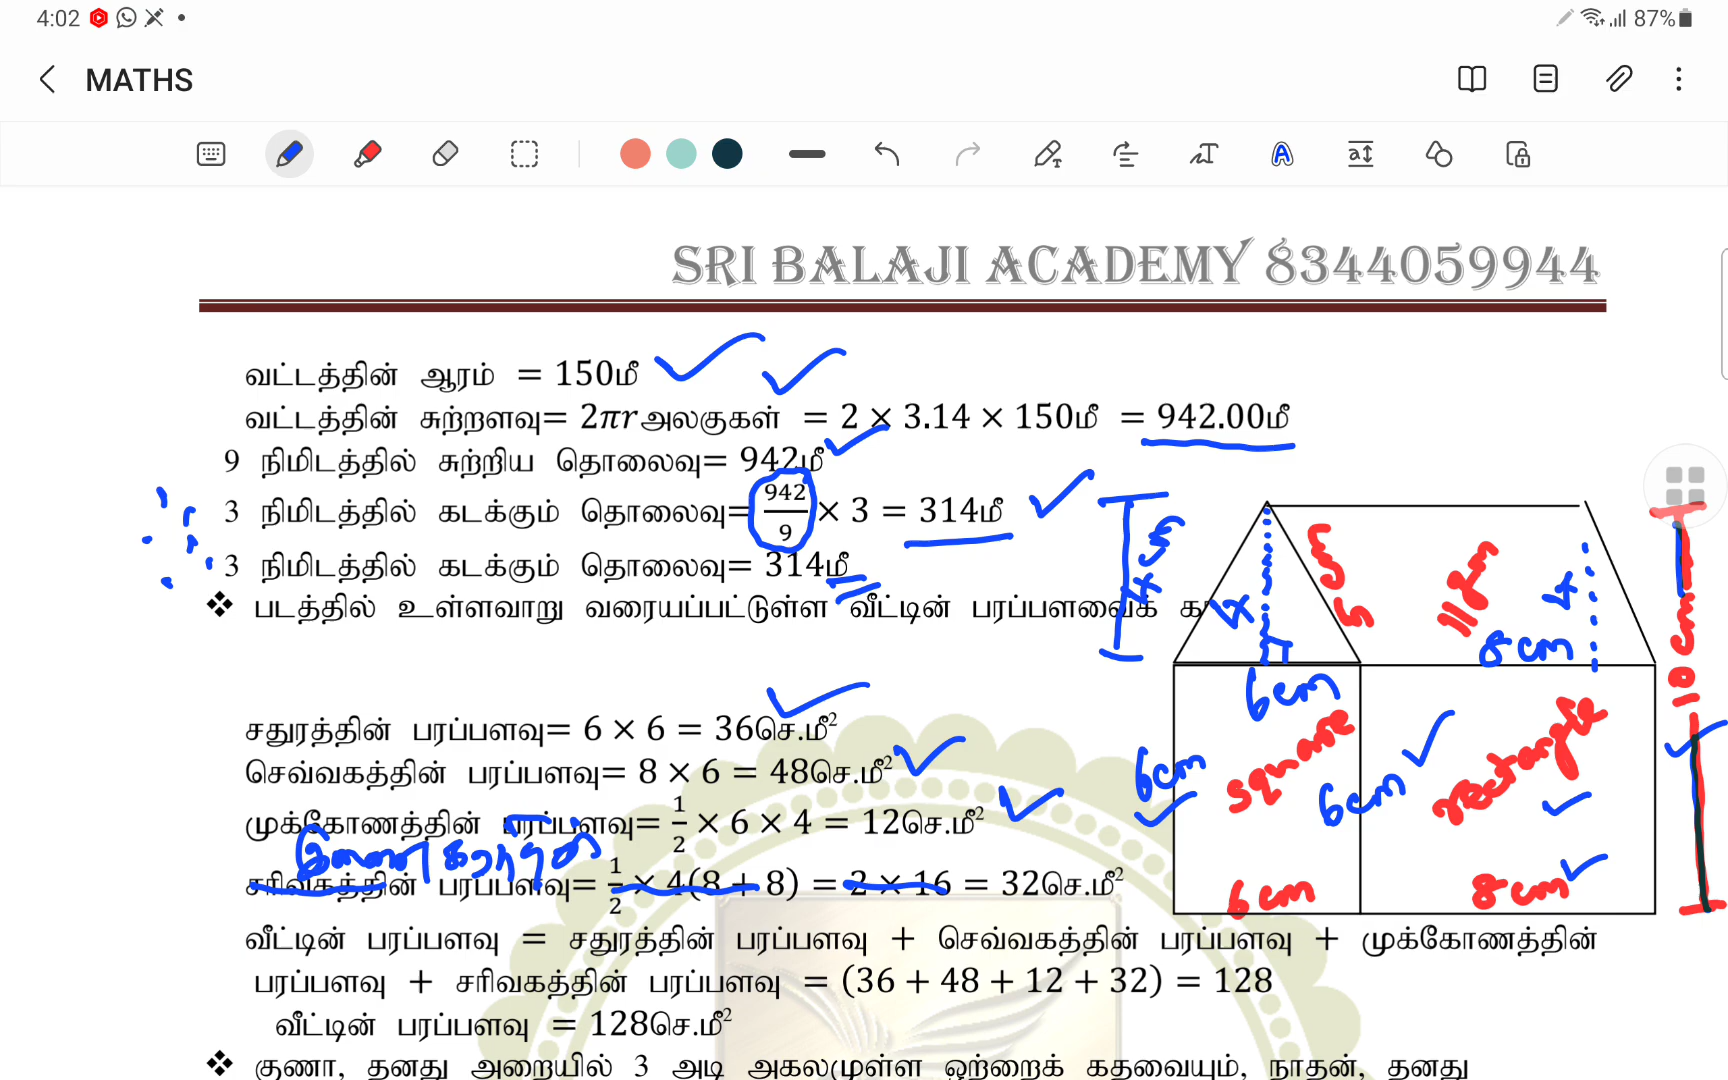 4:02
87%
MATHS
SRI BALAJI ACADEMY 8344059944
வட்டத்தின் ஆரம் = 150மீ
வட்டத்தின் சுற்றளவு= 2πr அலகுகள் = 2 × 3.14 × 150மீ = 942.00மீ
9 நிமிடத்தில் சுற்றிய தொலைவு= 942மீ
3 நிமிடத்தில் கடக்கும் தொலைவு= 942/9 × 3 = 314மீ
3 நிமிடத்தில் கடக்கும் தொலைவு= 314மீ
❖ படத்தில் உள்ளவாறு வரையப்பட்டுள்ள வீட்டின் பரப்பளவைக்
சதுரத்தின் பரப்பளவு= 6 × 6 = 36செ.மீ²
செவ்வகத்தின் பரப்பளவு= 8 × 6 = 48செ.மீ²
முக்கோணத்தின் பரப்பளவு= 1/2 × 6 × 4 = 12செ.மீ²
சரிவகத்தின் பரப்பளவு= 1/2 × 4(8 + 8) = 2 × 16 = 32செ.மீ²
வீட்டின் பரப்பளவு = சதுரத்தின் பரப்பளவு + செவ்வகத்தின் பரப்பளவு + முக்கோணத்தின்
பரப்பளவு + சரிவகத்தின் பரப்பளவு = (36 + 48 + 12 + 32) = 128
வீட்டின் பரப்பளவு = 128செ.மீ²
❖ குணா, தனது அறையில் 3 அடி அகலமுள்ள ஒற்றைக் கதவையும், நாதன், தனது
4cm
4
4
8cm
10cm
6cm
6cm
square
6cm
rectangle
6cm
8cm